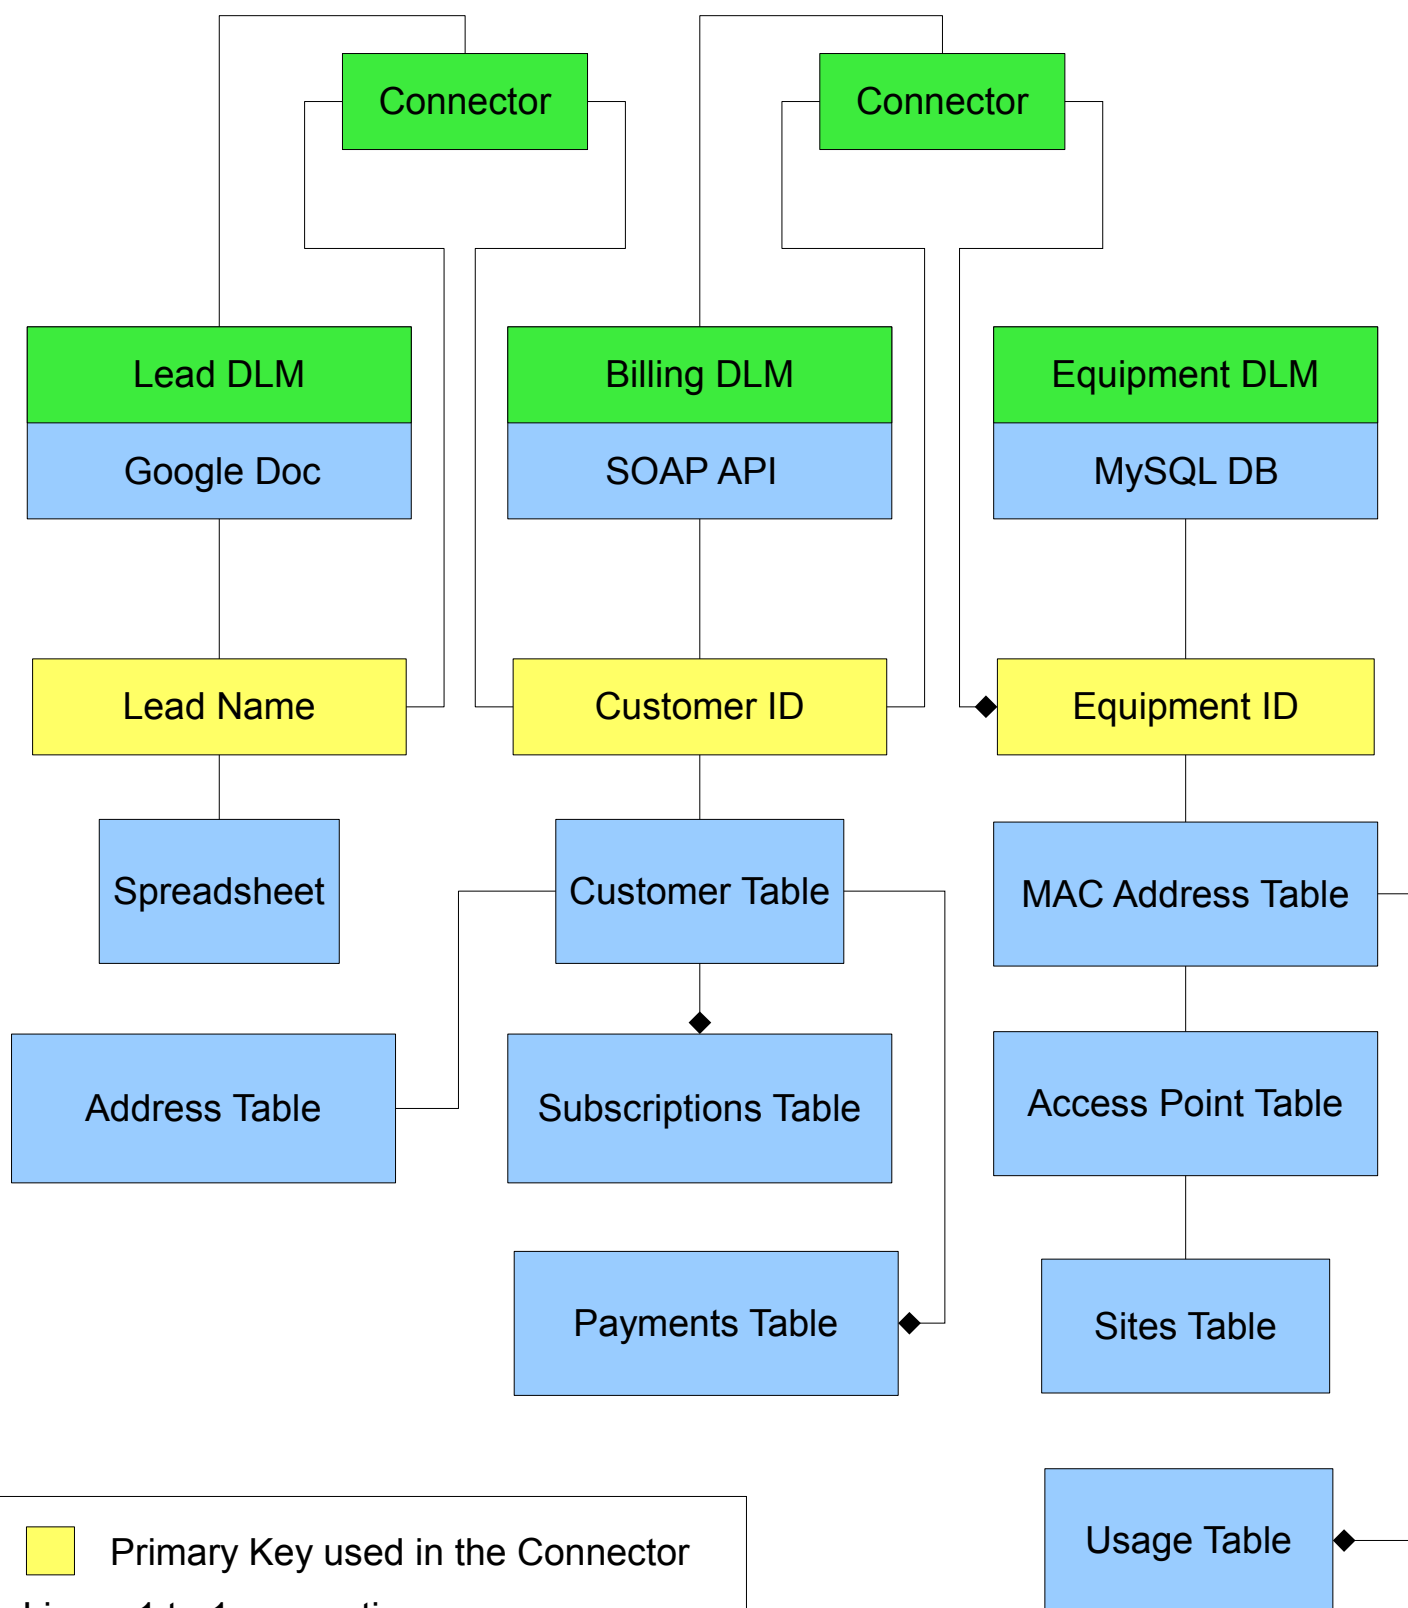 Connector
Connector
Lead DLM
Billing DLM
Equipment DLM
Google Doc
SOAP API
MySQL DB
Lead Name
Customer ID
Equipment ID
Spreadsheet
Customer Table
MAC Address Table
Address Table
Subscriptions Table
Access Point Table
Payments Table
Sites Table
Usage Table
Primary Key used in the Connector